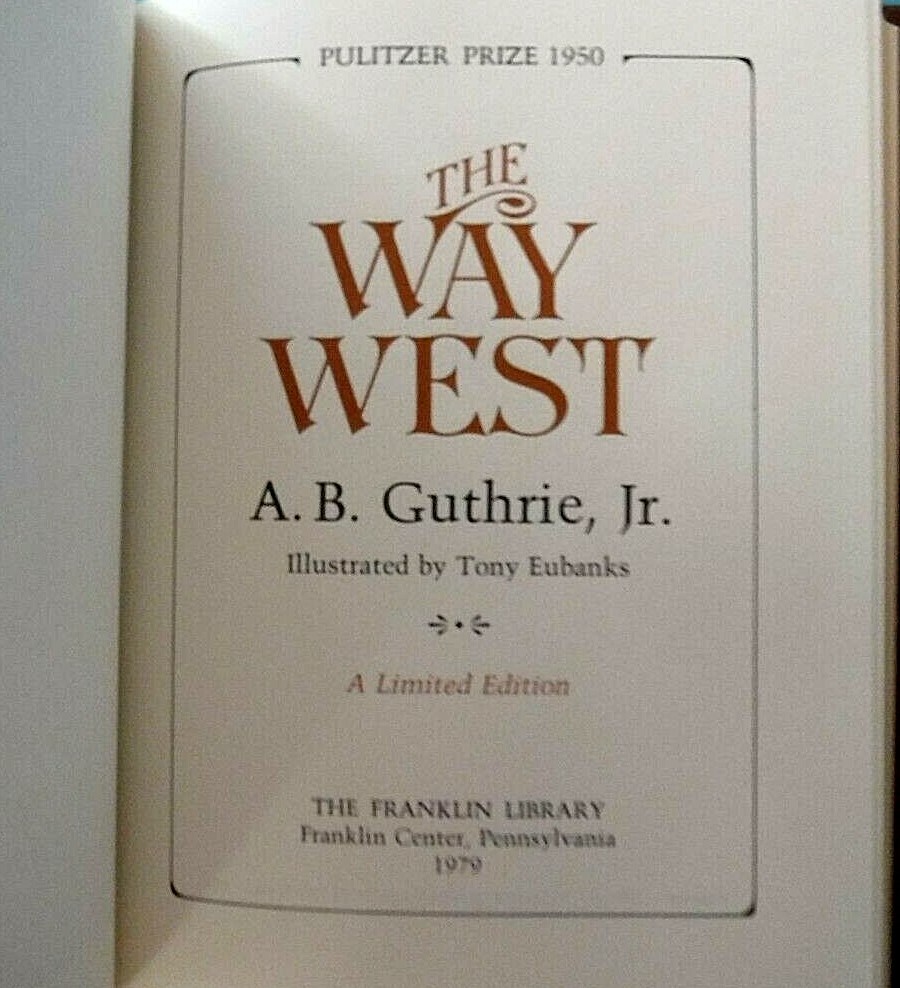 PULITZER PRIZE 1950
THE
WAY
WEST
A. B. Guthrie, Jr.
Illustrated by Tony Eubanks
A Limited Edition
THE FRANKLIN LIBRARY
Franklin Center, Pennsylvania
1979